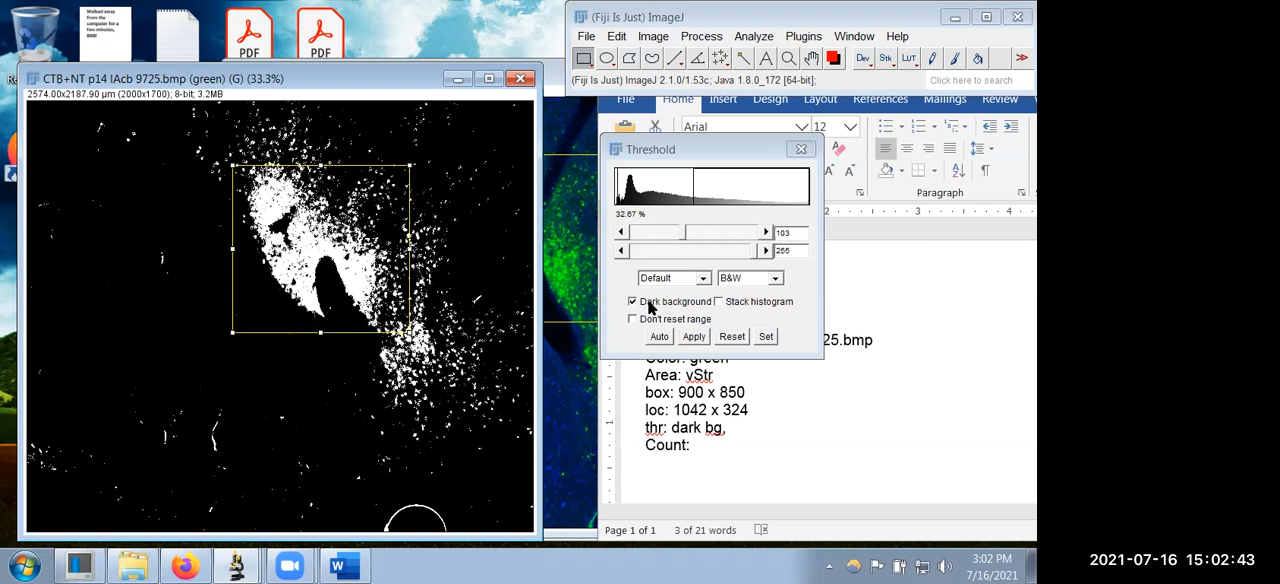 Walked away
from the
computer for a
few minutes,
BRB!
PDF
PDF
(Fiji Is Just) ImageJ
File Edit Image Process Analyze Plugins Window Help
Dev Stk LUT
(Fiji Is Just) ImageJ 2.1.0/1.53c; Java 1.8.0_172 [64-bit];
Click here to search
CTB+NT p14 IAcb 9725.bmp (green) (G) (33.3%)
2574.00x2187.90 µm (2000x1700); 8-bit; 3.2MB
File Home Insert Design Layout References Mailings Review
Arial 12
Paragraph
Threshold
32.67 %
103
255
Default B&W
Dark background Stack histogram
Don't reset range
Auto Apply Reset Set
2 3 4
25.bmp
Color: green
Area: vStr
box: 900 x 850
loc: 1042 x 324
thr: dark bg,
Count:
1
Page 1 of 1 3 of 21 words
3:02 PM
7/16/2021
2021-07-16 15:02:43